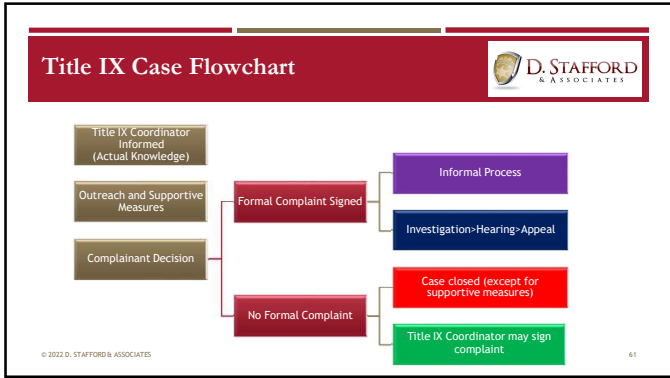 Title IX Case Flowchart
D. STAFFORD
& ASSOCIATES
Title IX Coordinator
Informed
(Actual Knowledge)
Outreach and Supportive
Measures
Complainant Decision
Formal Complaint Signed
No Formal Complaint
Informal Process
Investigation>Hearing>Appeal
Case closed (except for
supportive measures)
Title IX Coordinator may sign
complaint
© 2022 D. STAFFORD & ASSOCIATES
61